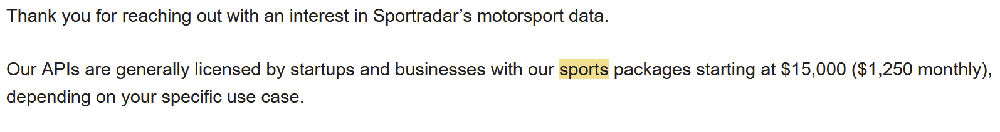 Thank you for reaching out with an interest in Sportradar’s motorsport data.
Our APIs are generally licensed by startups and businesses with our sports packages starting at $15,000 ($1,250 monthly),
depending on your specific use case.